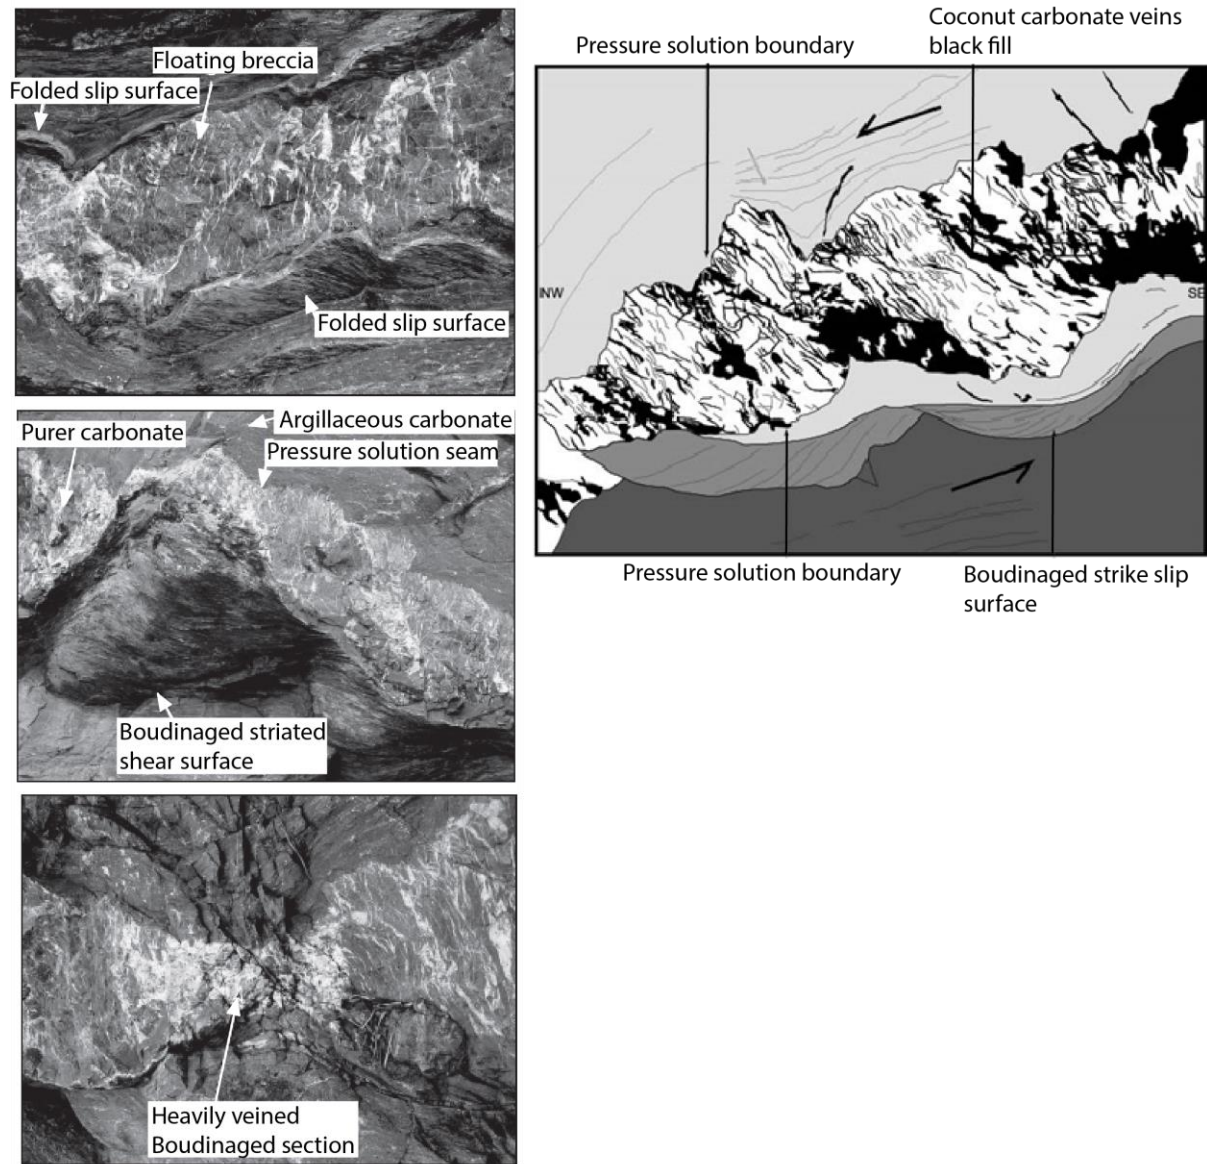 Floating breccia
Folded slip surface
Folded slip surface
Purer carbonate
Argillaceous carbonate
Pressure solution seam
Boudinaged striated
shear surface
Heavily veined
Boudinaged section
Coconut carbonate veins
black fill
Pressure solution boundary
NW
SE
Pressure solution boundary
Boudinaged strike slip
surface